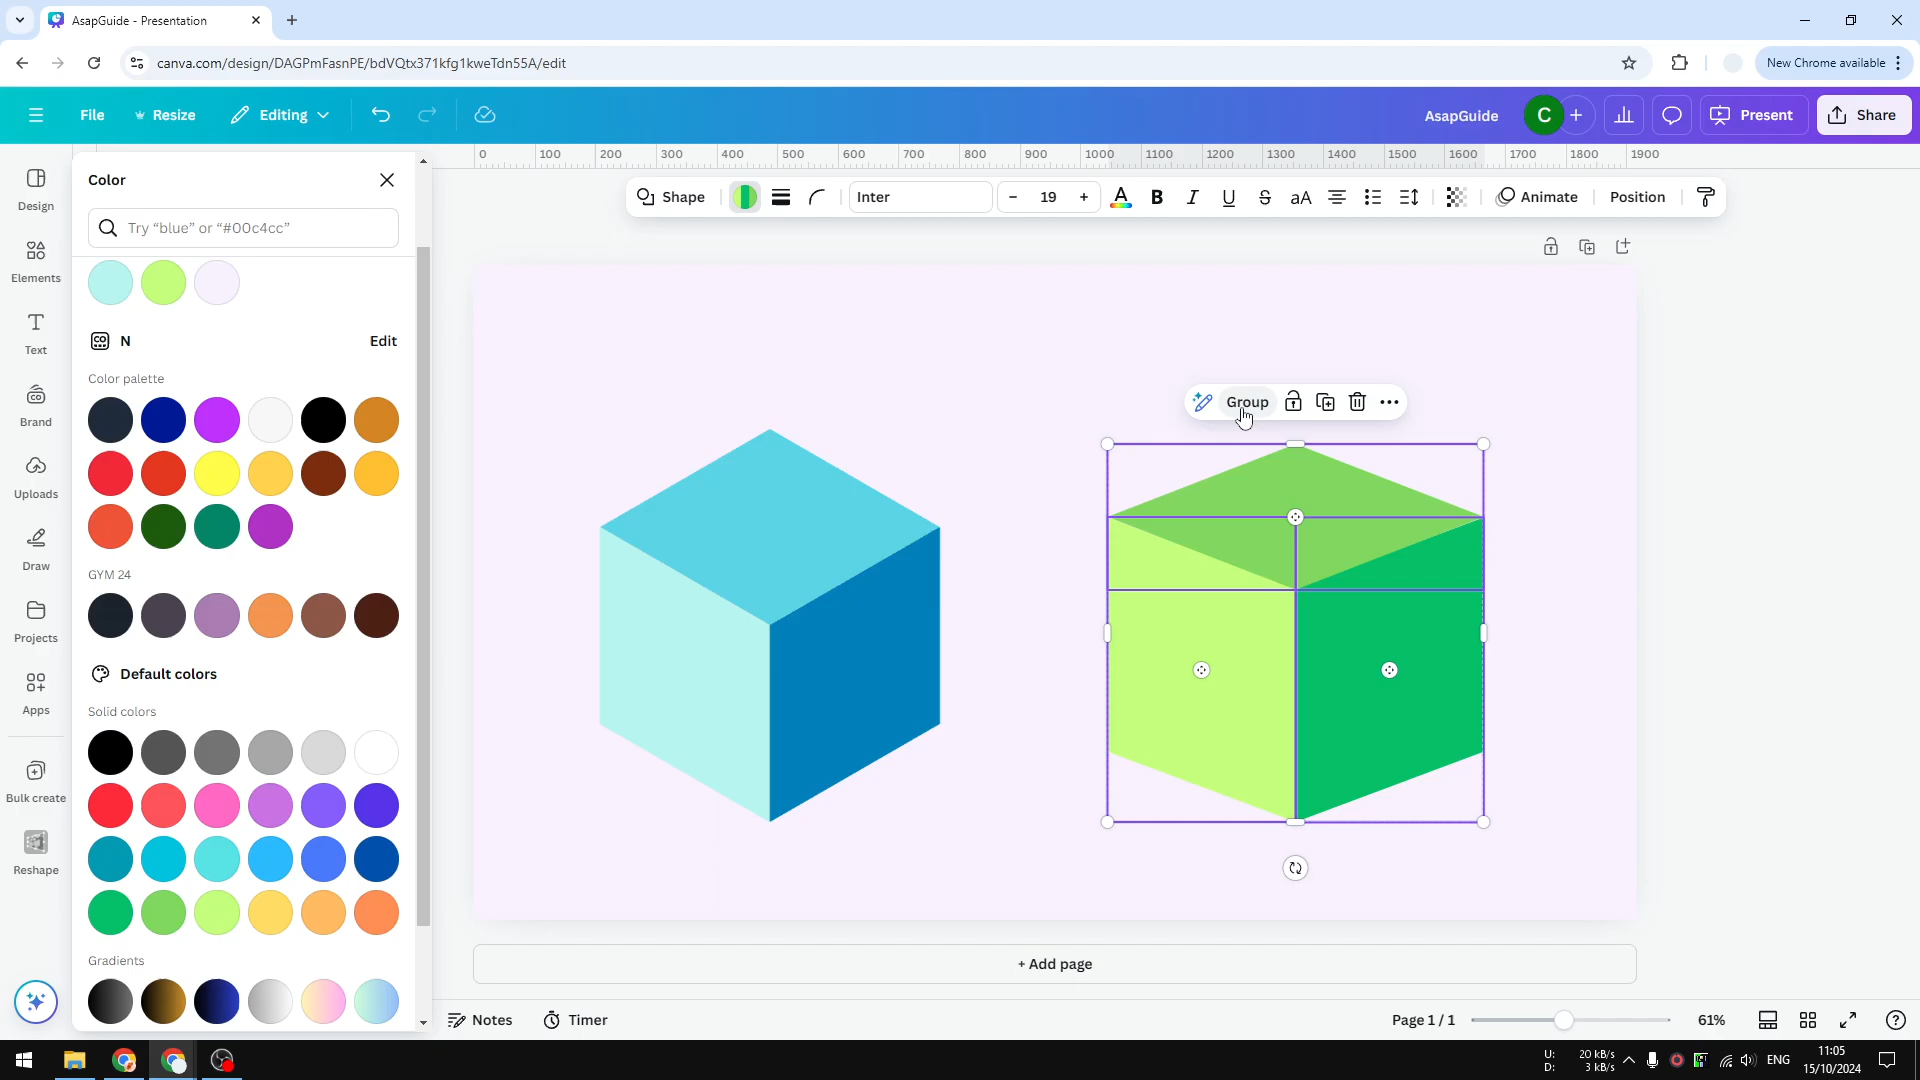 AsapGuide - Presentation
canva.com/design/DAGPmFasnPE/bdVQtx371kfg1kweTdn55A/edit
New Chrome available
File
Resize
Editing
AsapGuide
C
Present
Share
0 100 200 300 400 500 600 700 800 900 1000 1100 1200 1300 1400 1500 1600 1700 1800 1900
Design
Elements
Text
Brand
Uploads
Draw
Projects
Apps
Bulk create
Reshape
Color
Try “blue” or “#00c4cc”
N
Edit
Color palette
GYM 24
Default colors
Solid colors
Gradients
Shape
Inter
– 19 +
A B I U S aA
Animate
Position
Group
+ Add page
Notes
Timer
Page 1 / 1
61%
U: 20 kB/s
D: 3 kB/s
ENG
11:05
15/10/2024